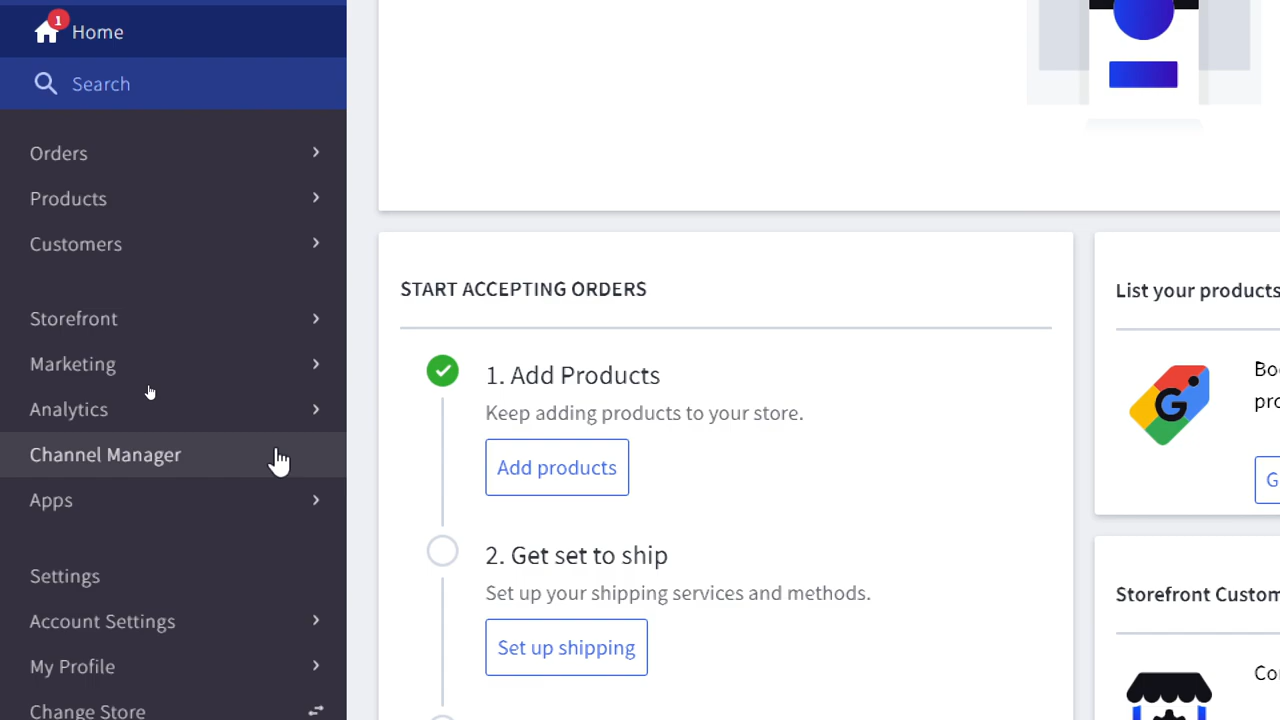 1
Home
Search
Orders
Products
Customers
Storefront
Marketing
Analytics
Channel Manager
Apps
Settings
Account Settings
My Profile
Change Store
START ACCEPTING ORDERS
1. Add Products
Keep adding products to your store.
Add products
2. Get set to ship
Set up your shipping services and methods.
Set up shipping
List your products
G